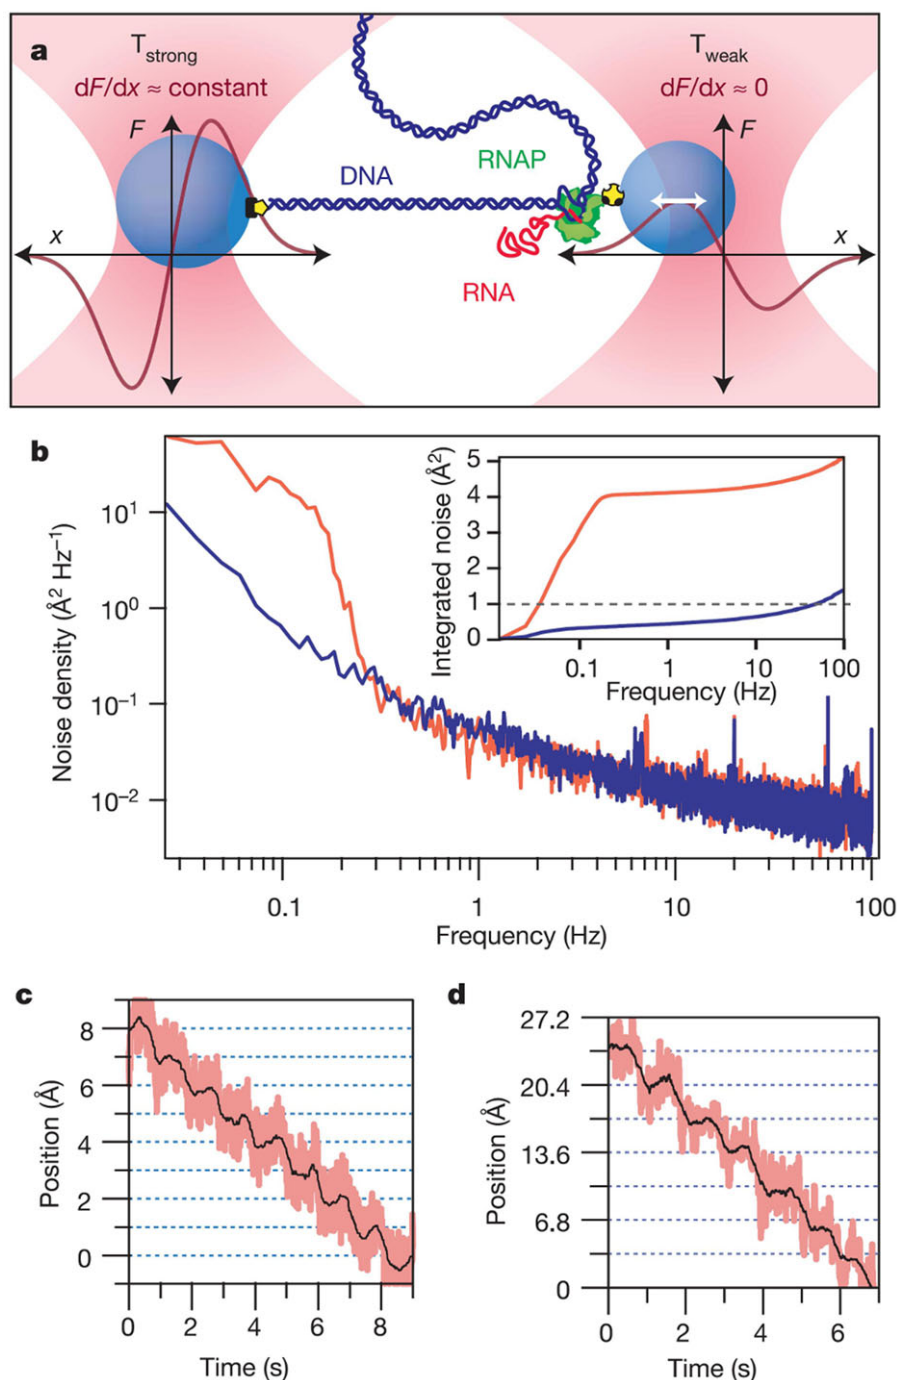 a
T_strong
dF/dx ≈ constant
F
x
DNA
RNAP
RNA
T_weak
dF/dx ≈ 0
F
x
b
Noise density (Å² Hz⁻¹)
10¹
10⁰
10⁻¹
10⁻²
0.1 1 10 100
Frequency (Hz)
Integrated noise (Å²)
5
4
3
2
1
0
0.1 1 10 100
Frequency (Hz)
c
Position (Å)
8
6
4
2
0
0 2 4 6 8
Time (s)
d
Position (Å)
27.2
20.4
13.6
6.8
0
0 2 4 6
Time (s)